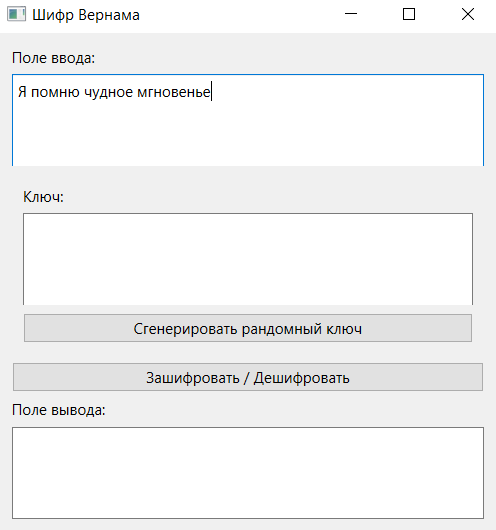 Шифр Вернама
Поле ввода:
Я помню чудное мгновенье
Ключ:
Сгенерировать рандомный ключ
Зашифровать / Дешифровать
Поле вывода: